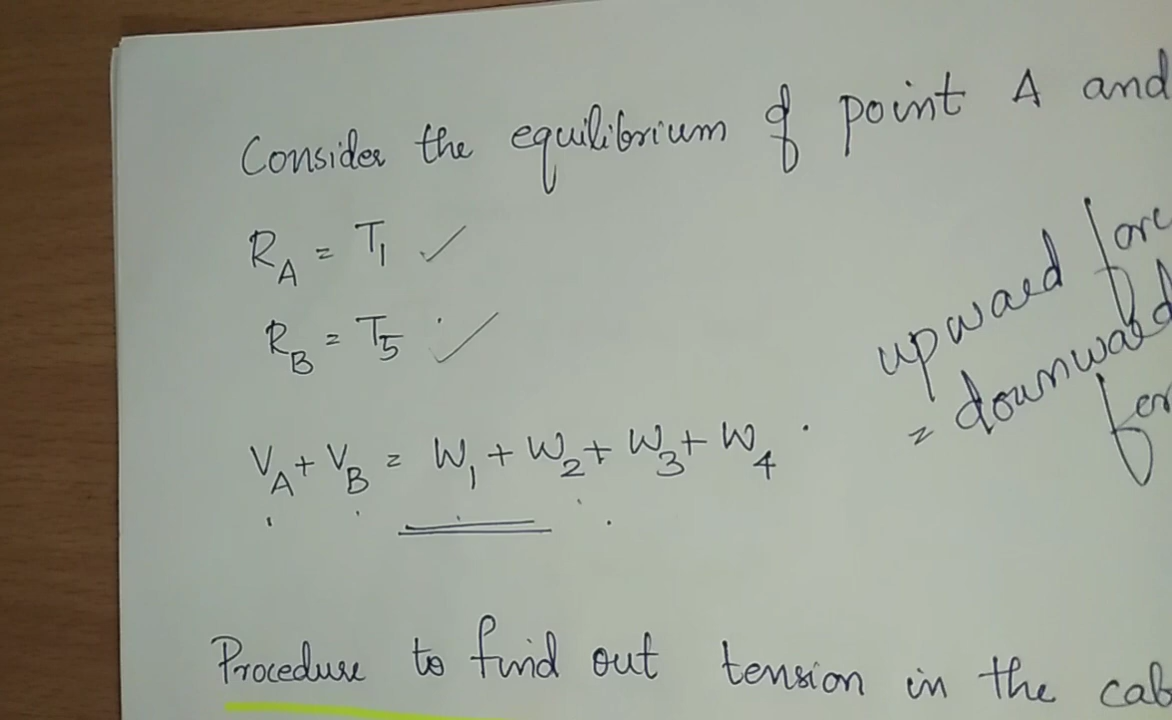 Consider the equilibrium of point A and
R_A = T_1 ✓
R_B = T_5 ✓
upward
= downward
V_A + V_B = W_1 + W_2 + W_3 + W_4
Procedure to find out tension in the